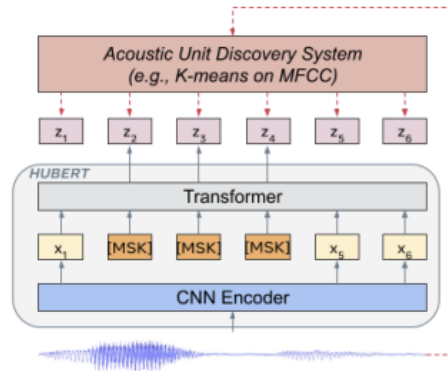 Acoustic Unit Discovery System
(e.g., K-means on MFCC)
z₁ z₂ z₃ z₄ z₅ z₆
HUBERT
Transformer
x₁ [MSK] [MSK] [MSK] x₅ x₆
CNN Encoder